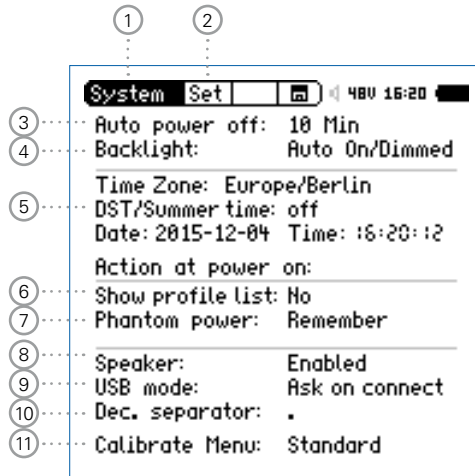 1 2
System Set 48V 16:20
3 Auto power off: 10 Min
4 Backlight: Auto On/Dimmed
Time Zone: Europe/Berlin
5 DST/Summer time: off
Date: 2015-12-04 Time: 16:20:12
Action at power on:
6 Show profile list: No
7 Phantom power: Remember
8 Speaker: Enabled
9 USB mode: Ask on connect
10 Dec. separator: .
11 Calibrate Menu: Standard